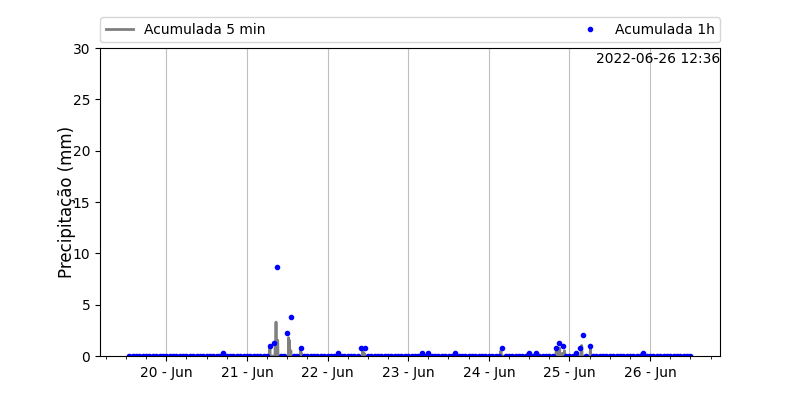 Acumulada 5 min
Acumulada 1h
2022-06-26 12:36
Precipitação (mm)
30
25
20
15
10
5
0
20 - Jun
21 - Jun
22 - Jun
23 - Jun
24 - Jun
25 - Jun
26 - Jun